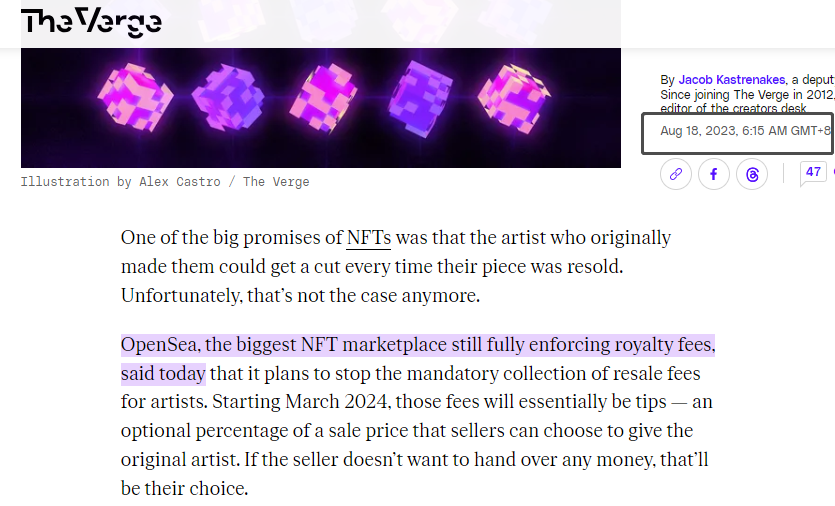 The Verge
By Jacob Kastrenakes, a deput
Since joining The Verge in 2012,
editor of the creators desk.
Aug 18, 2023, 6:15 AM GMT+8
47
Illustration by Alex Castro / The Verge
One of the big promises of NFTs was that the artist who originally
made them could get a cut every time their piece was resold.
Unfortunately, that’s not the case anymore.
OpenSea, the biggest NFT marketplace still fully enforcing royalty fees,
said today that it plans to stop the mandatory collection of resale fees
for artists. Starting March 2024, those fees will essentially be tips — an
optional percentage of a sale price that sellers can choose to give the
original artist. If the seller doesn’t want to hand over any money, that’ll
be their choice.